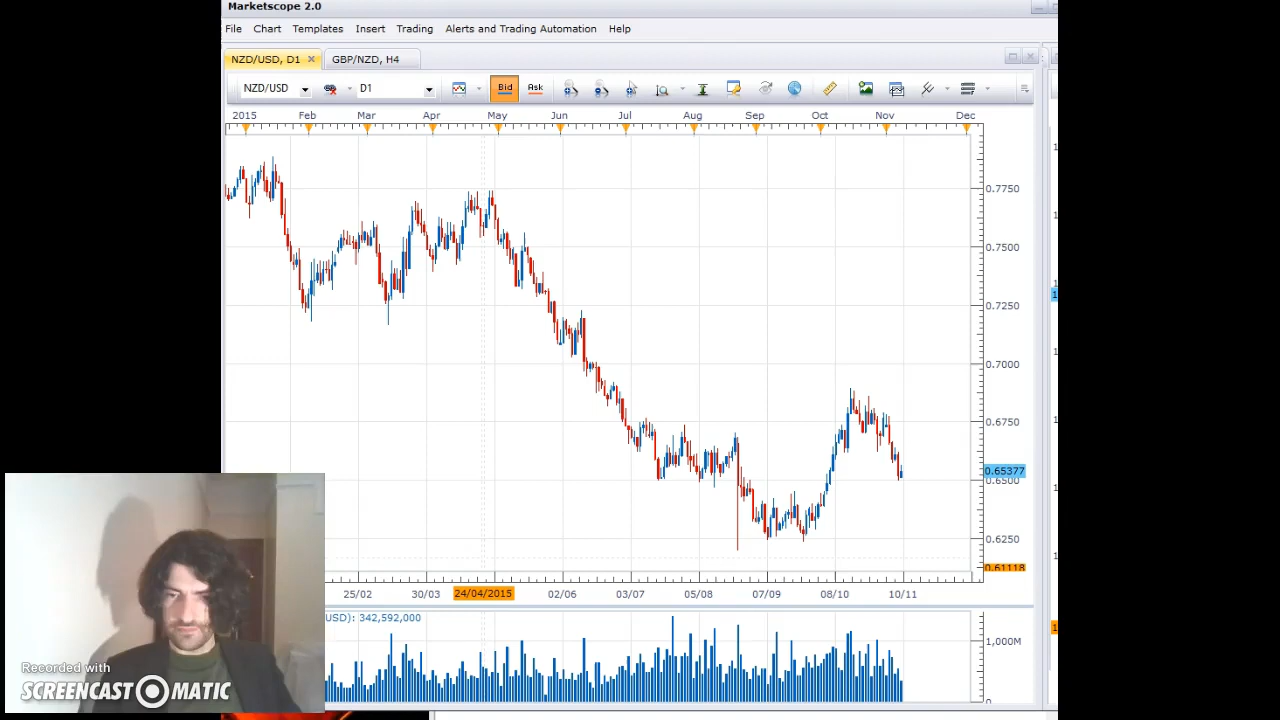 Marketscope 2.0
File Chart Templates Insert Trading Alerts and Trading Automation Help
NZD/USD, D1 GBP/NZD, H4
NZD/USD D1 Bid Ask
2015 Feb Mar Apr May Jun Jul Aug Sep Oct Nov Dec
0.7750
0.7500
0.7250
0.7000
0.6750
0.65377
0.6500
0.6250
0.61118
25/02 30/03 24/04/2015 02/06 03/07 05/08 07/09 08/10 10/11
USD): 342,592,000
1,000M
0
Recorded with
SCREENCAST O MATIC